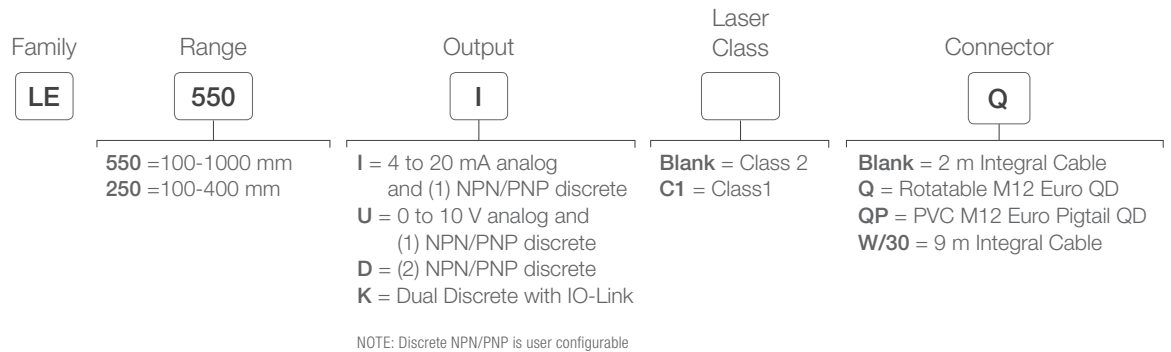 Family
Range
Output
Laser
Class
Connector
LE
550
I
Q
550 =100-1000 mm
250 =100-400 mm
I = 4 to 20 mA analog
and (1) NPN/PNP discrete
U = 0 to 10 V analog and
(1) NPN/PNP discrete
D = (2) NPN/PNP discrete
K = Dual Discrete with IO-Link
NOTE: Discrete NPN/PNP is user configurable
Blank = Class 2
C1 = Class1
Blank = 2 m Integral Cable
Q = Rotatable M12 Euro QD
QP = PVC M12 Euro Pigtail QD
W/30 = 9 m Integral Cable